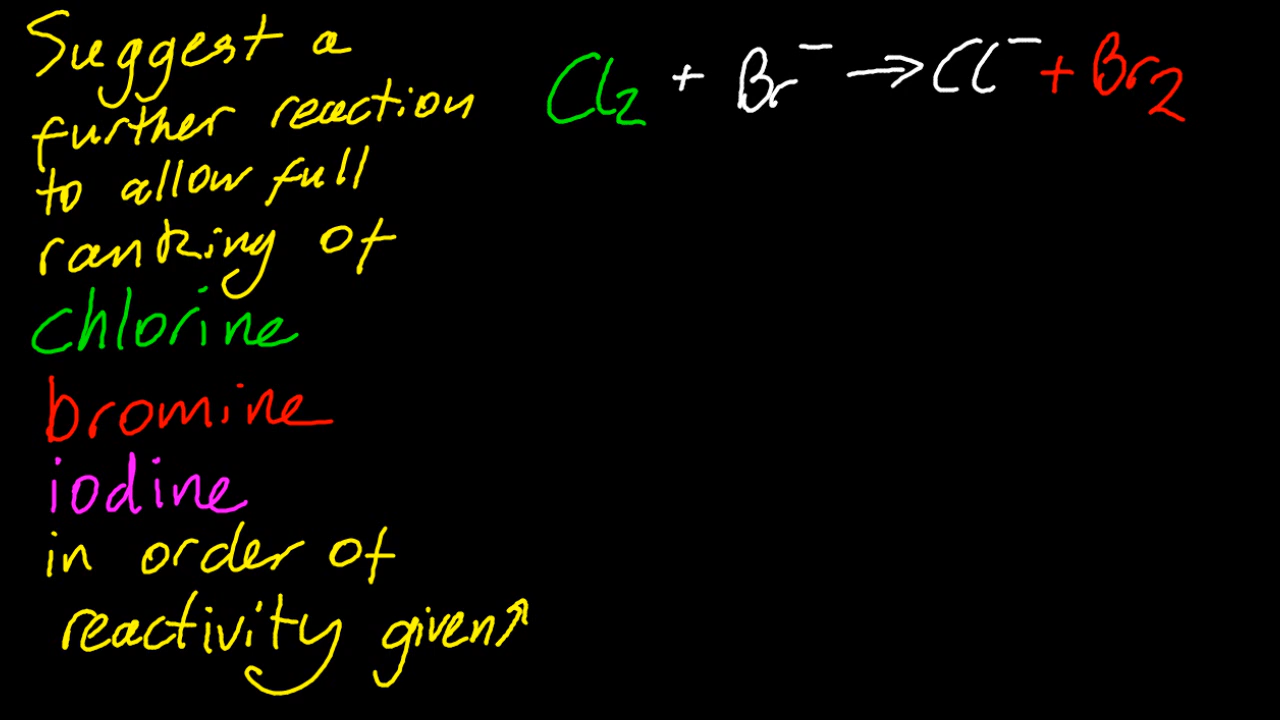 Suggest a
further reaction
to allow full
ranking of
chlorine
bromine
iodine
in order of
reactivity given↗
Cl₂ + Br⁻ → Cl⁻ + Br₂